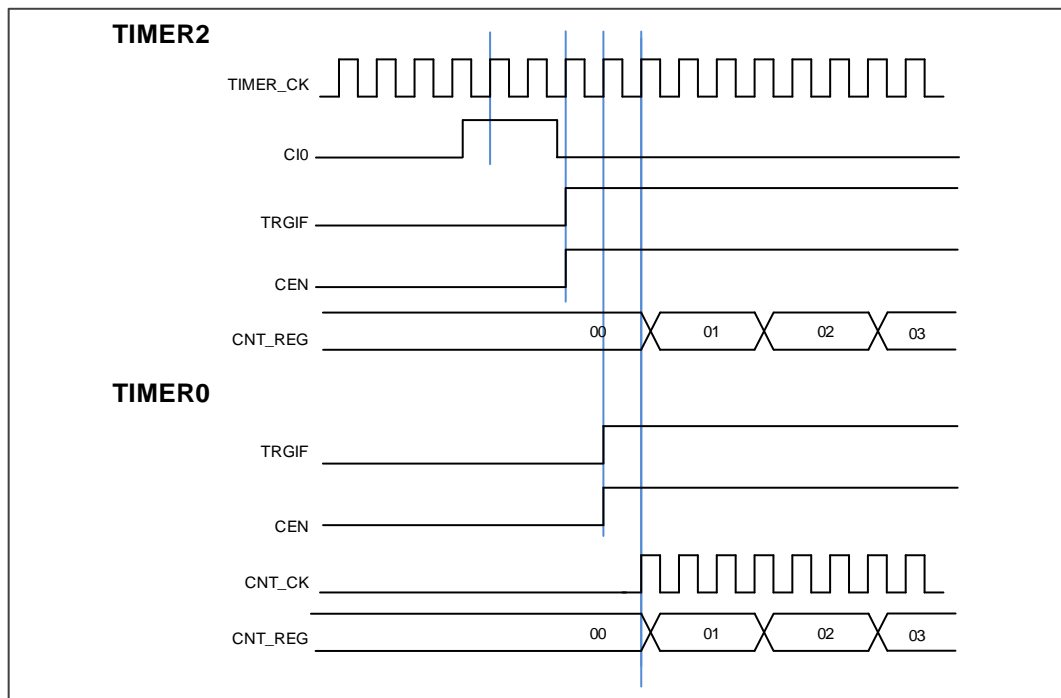 TIMER2
TIMER_CK
CI0
TRGIF
CEN
CNT_REG 00 01 02 03
TIMER0
TRGIF
CEN
CNT_CK
CNT_REG 00 01 02 03